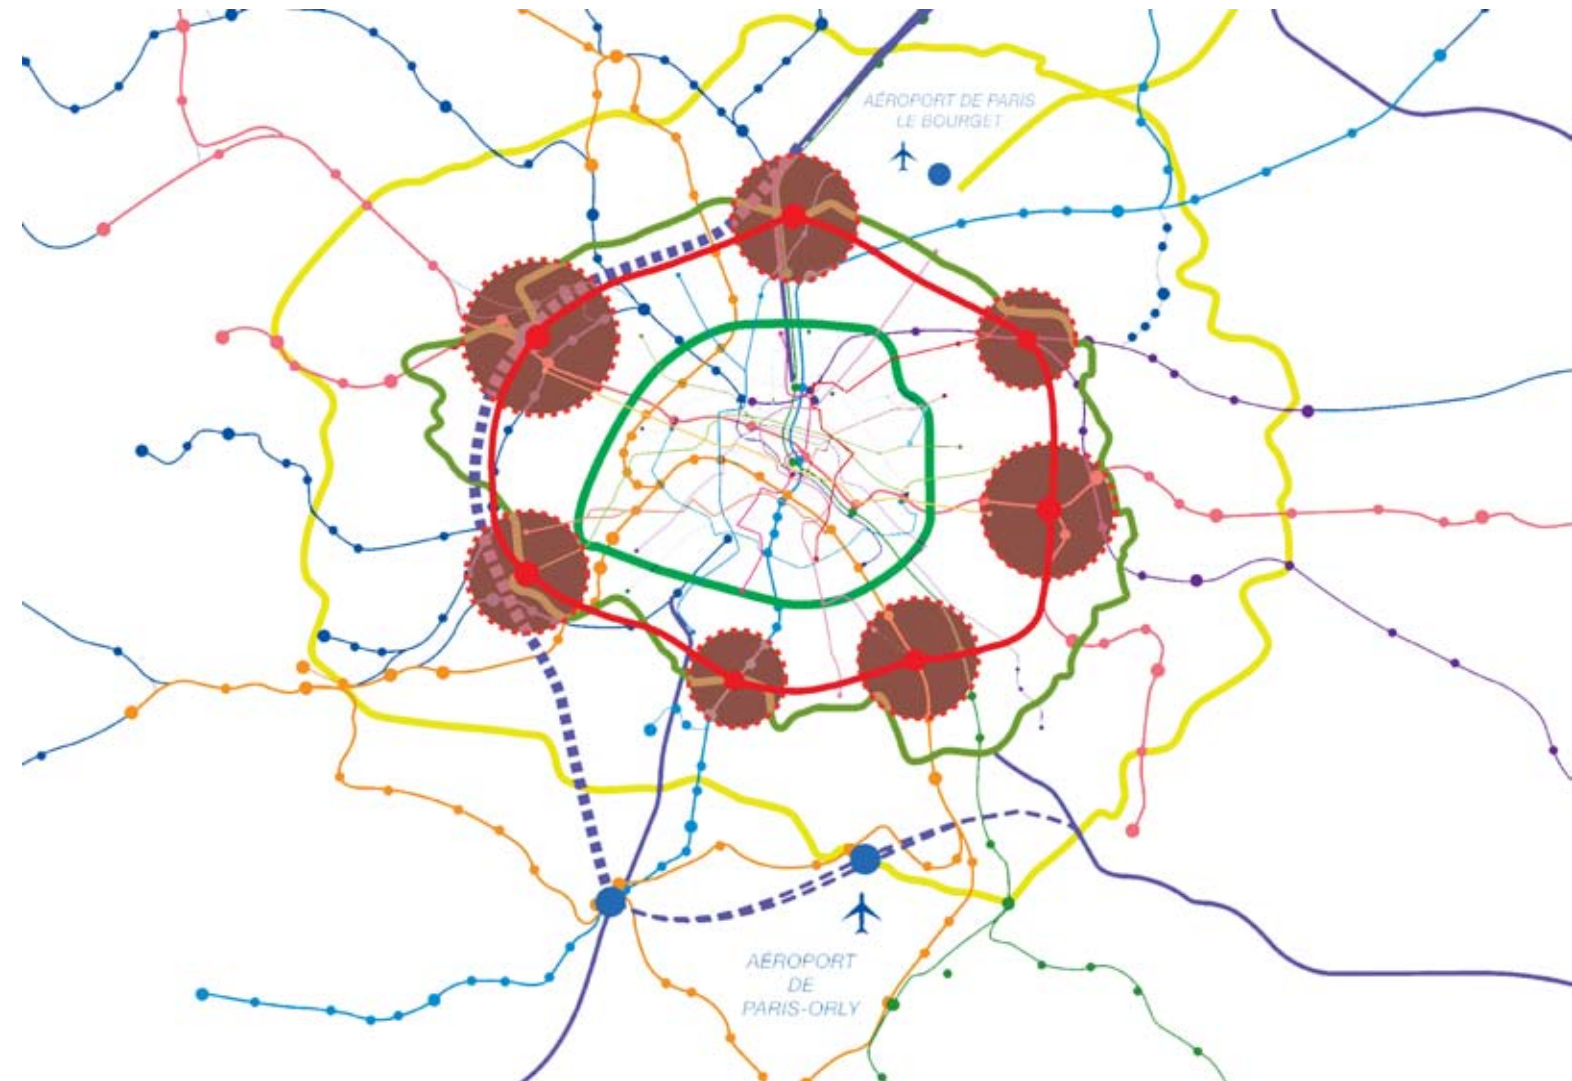 AÉROPORT DE PARIS
LE BOURGET
AÉROPORT
DE
PARIS-ORLY